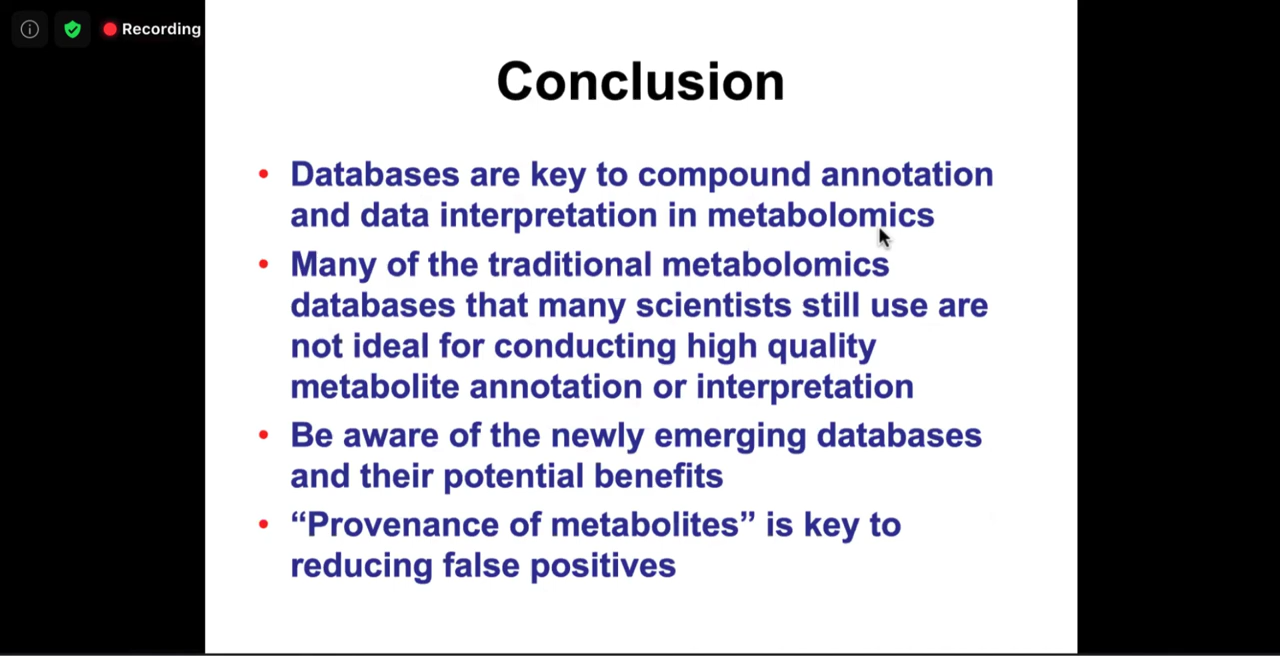 Recording
Conclusion
• Databases are key to compound annotation
and data interpretation in metabolomics
• Many of the traditional metabolomics
databases that many scientists still use are
not ideal for conducting high quality
metabolite annotation or interpretation
• Be aware of the newly emerging databases
and their potential benefits
• “Provenance of metabolites” is key to
reducing false positives